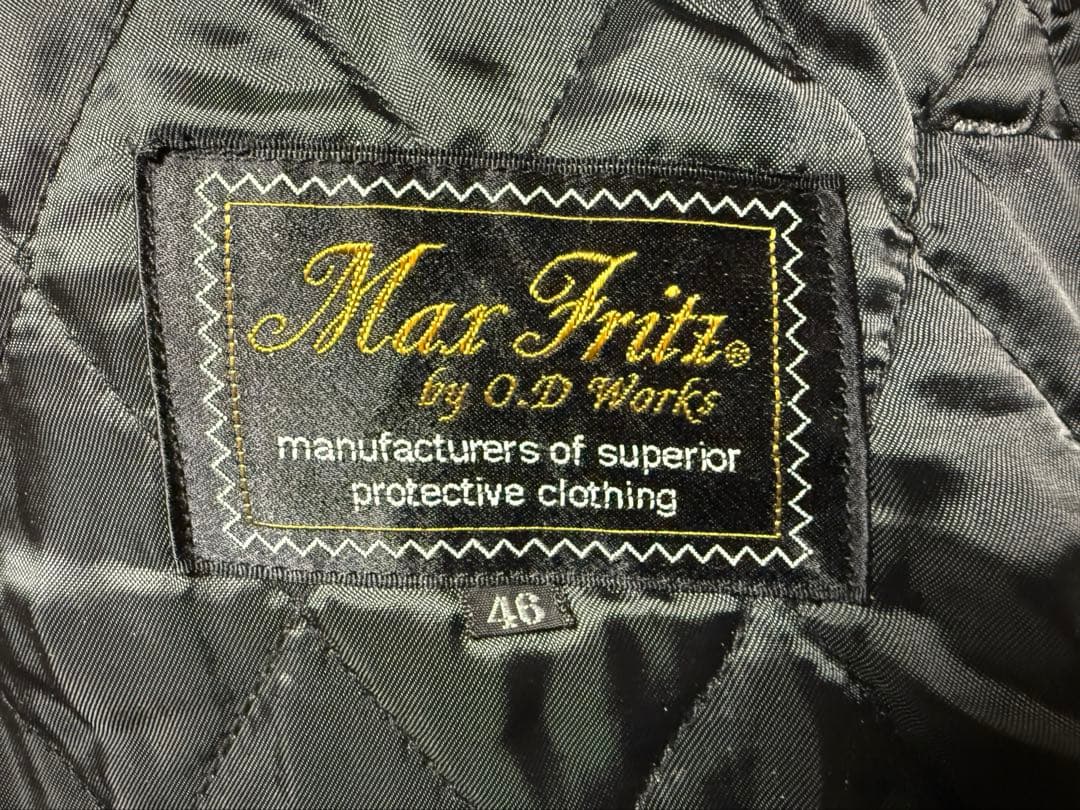 Max Fritz®
by O.D Works
manufacturers of superior
protective clothing
46